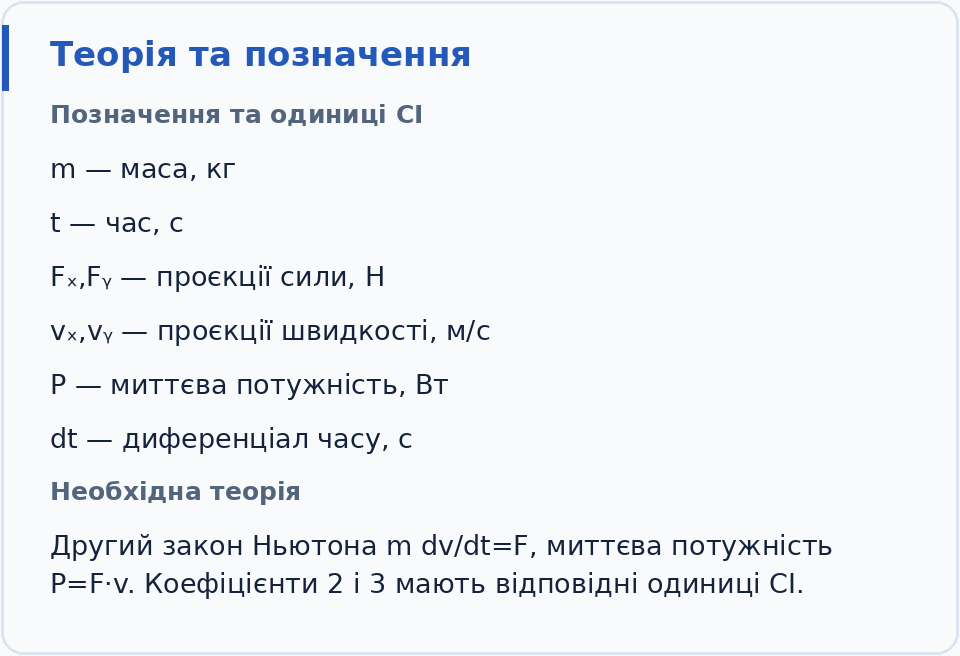 Теорія та позначення
Позначення та одиниці СІ
m — маса, кг
t — час, с
Fₓ,Fᵧ — проєкції сили, Н
vₓ,vᵧ — проєкції швидкості, м/с
P — миттєва потужність, Вт
dt — диференціал часу, с
Необхідна теорія
Другий закон Ньютона m dv/dt=F, миттєва потужність
P=F·v. Коефіцієнти 2 і 3 мають відповідні одиниці СІ.